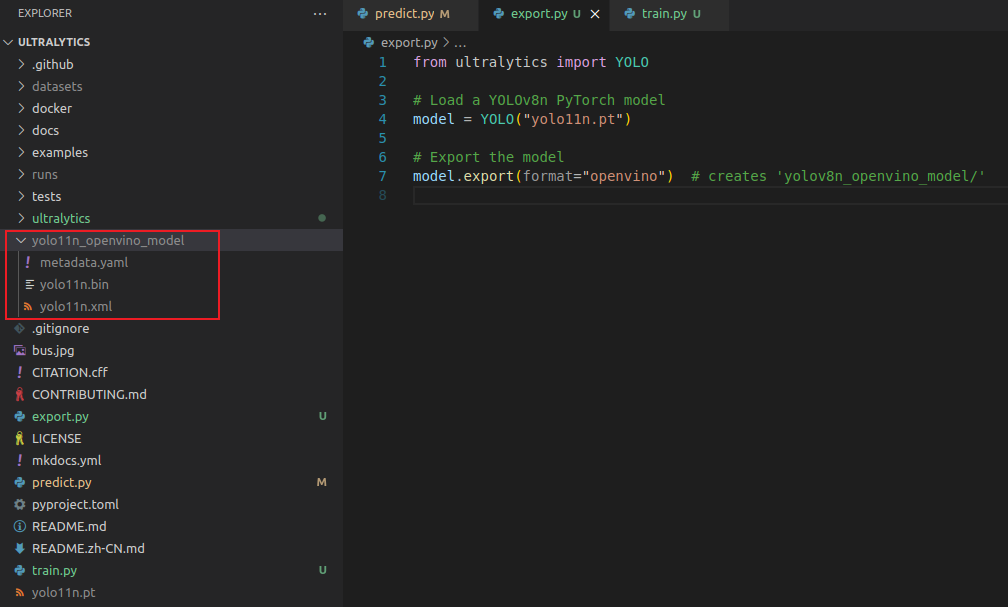 EXPLORER
ULTRALYTICS
.github
datasets
docker
docs
examples
runs
tests
ultralytics
yolo11n_openvino_model
metadata.yaml
yolo11n.bin
yolo11n.xml
.gitignore
bus.jpg
CITATION.cff
CONTRIBUTING.md
export.py U
LICENSE
mkdocs.yml
predict.py M
pyproject.toml
README.md
README.zh-CN.md
train.py U
yolo11n.pt
predict.py M export.py U train.py U
export.py > ...
1 from ultralytics import YOLO
2
3 # Load a YOLOv8n PyTorch model
4 model = YOLO("yolo11n.pt")
5
6 # Export the model
7 model.export(format="openvino")  # creates 'yolov8n_openvino_model/'
8